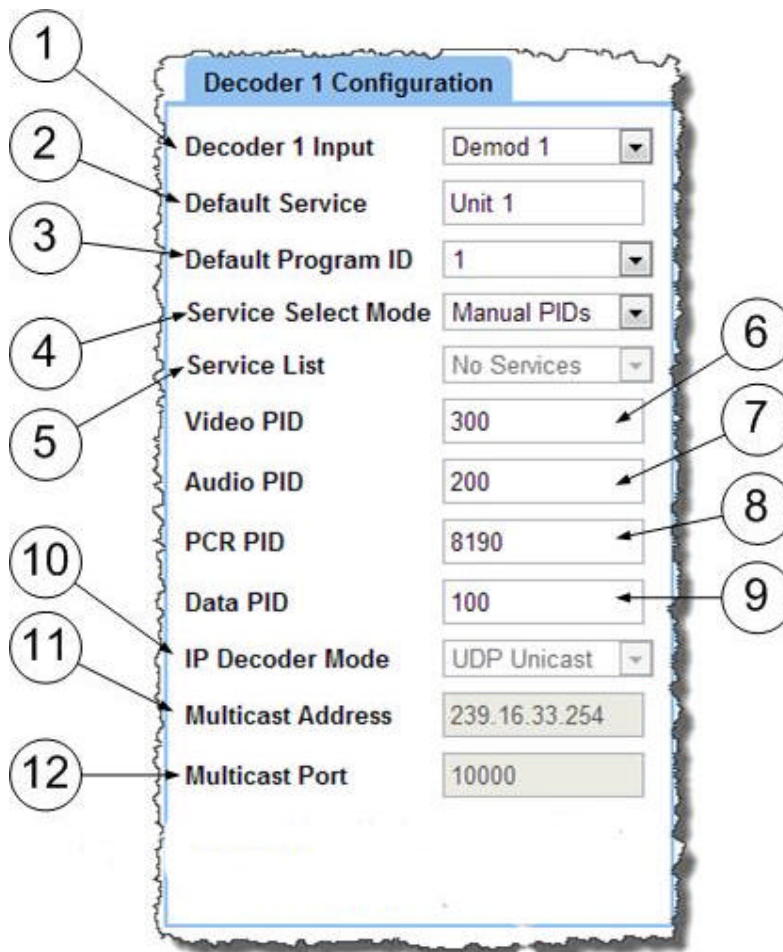 Decoder 1 Configuration
1
Decoder 1 Input Demod 1
2
Default Service Unit 1
3
Default Program ID 1
4
Service Select Mode Manual PIDs
5
Service List No Services
6
Video PID 300
7
Audio PID 200
8
PCR PID 8190
9
Data PID 100
10
IP Decoder Mode UDP Unicast
11
Multicast Address 239.16.33.254
12
Multicast Port 10000